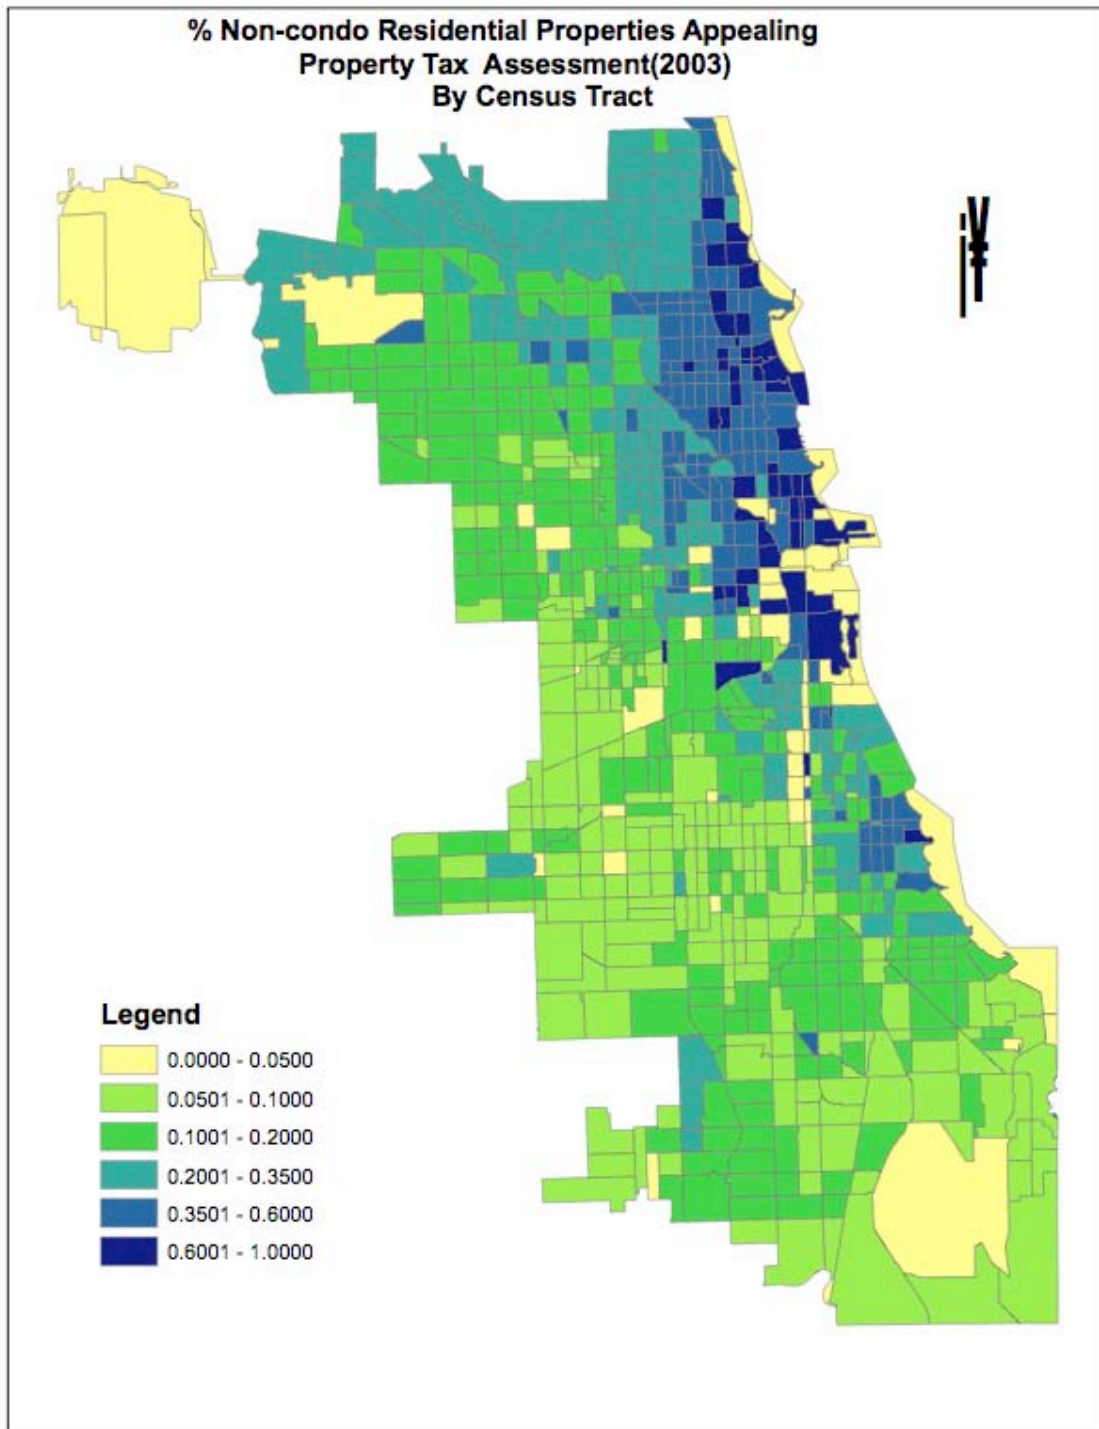 % Non-condo Residential Properties Appealing
Property Tax Assessment(2003)
By Census Tract
Legend
0.0000 - 0.0500
0.0501 - 0.1000
0.1001 - 0.2000
0.2001 - 0.3500
0.3501 - 0.6000
0.6001 - 1.0000